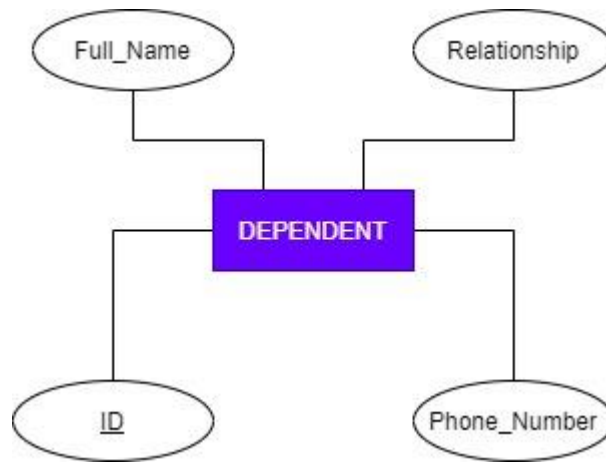 Full_Name
Relationship
DEPENDENT
ID
Phone_Number